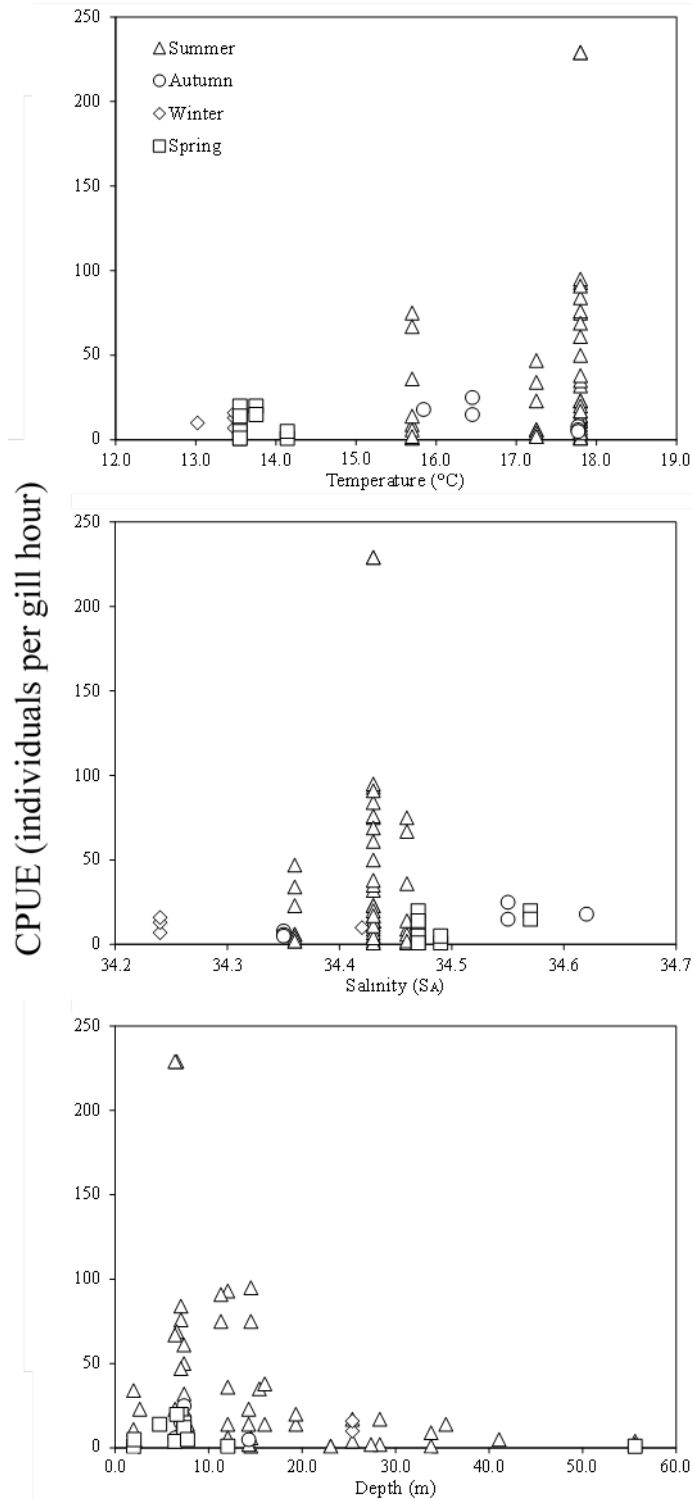 250
Summer
Autumn
Winter
Spring
200
150
100
50
0
12.0 13.0 14.0 15.0 16.0 17.0 18.0 19.0
Temperature (°C)
CPUE (individuals per gill hour)
250
200
150
100
50
0
34.2 34.3 34.4 34.5 34.6 34.7
Salinity (SA)
250
200
150
100
50
0
0.0 10.0 20.0 30.0 40.0 50.0 60.0
Depth (m)